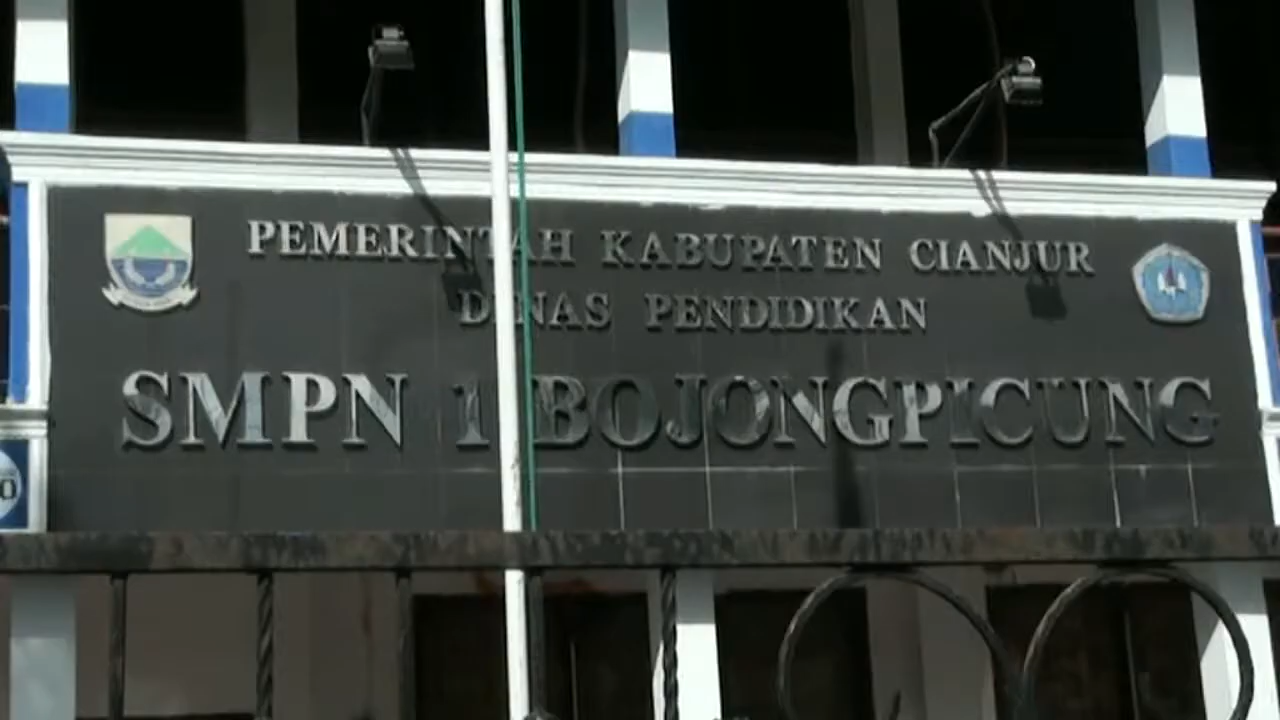 PEMERINTAH KABUPATEN CIANJUR
DINAS PENDIDIKAN
SMPN 1 BOJONGPICUNG